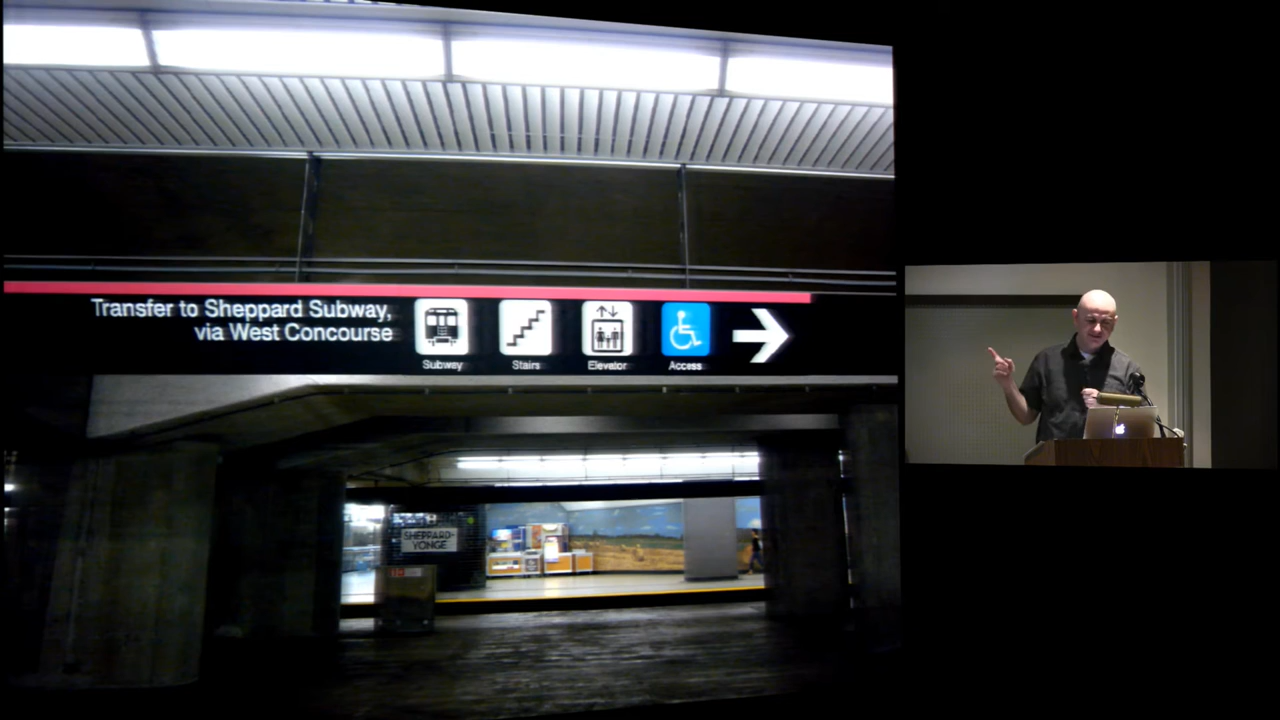 Transfer to Sheppard Subway,
via West Concourse
Subway
Stairs
Elevator
Access
SHEPPARD-
YONGE